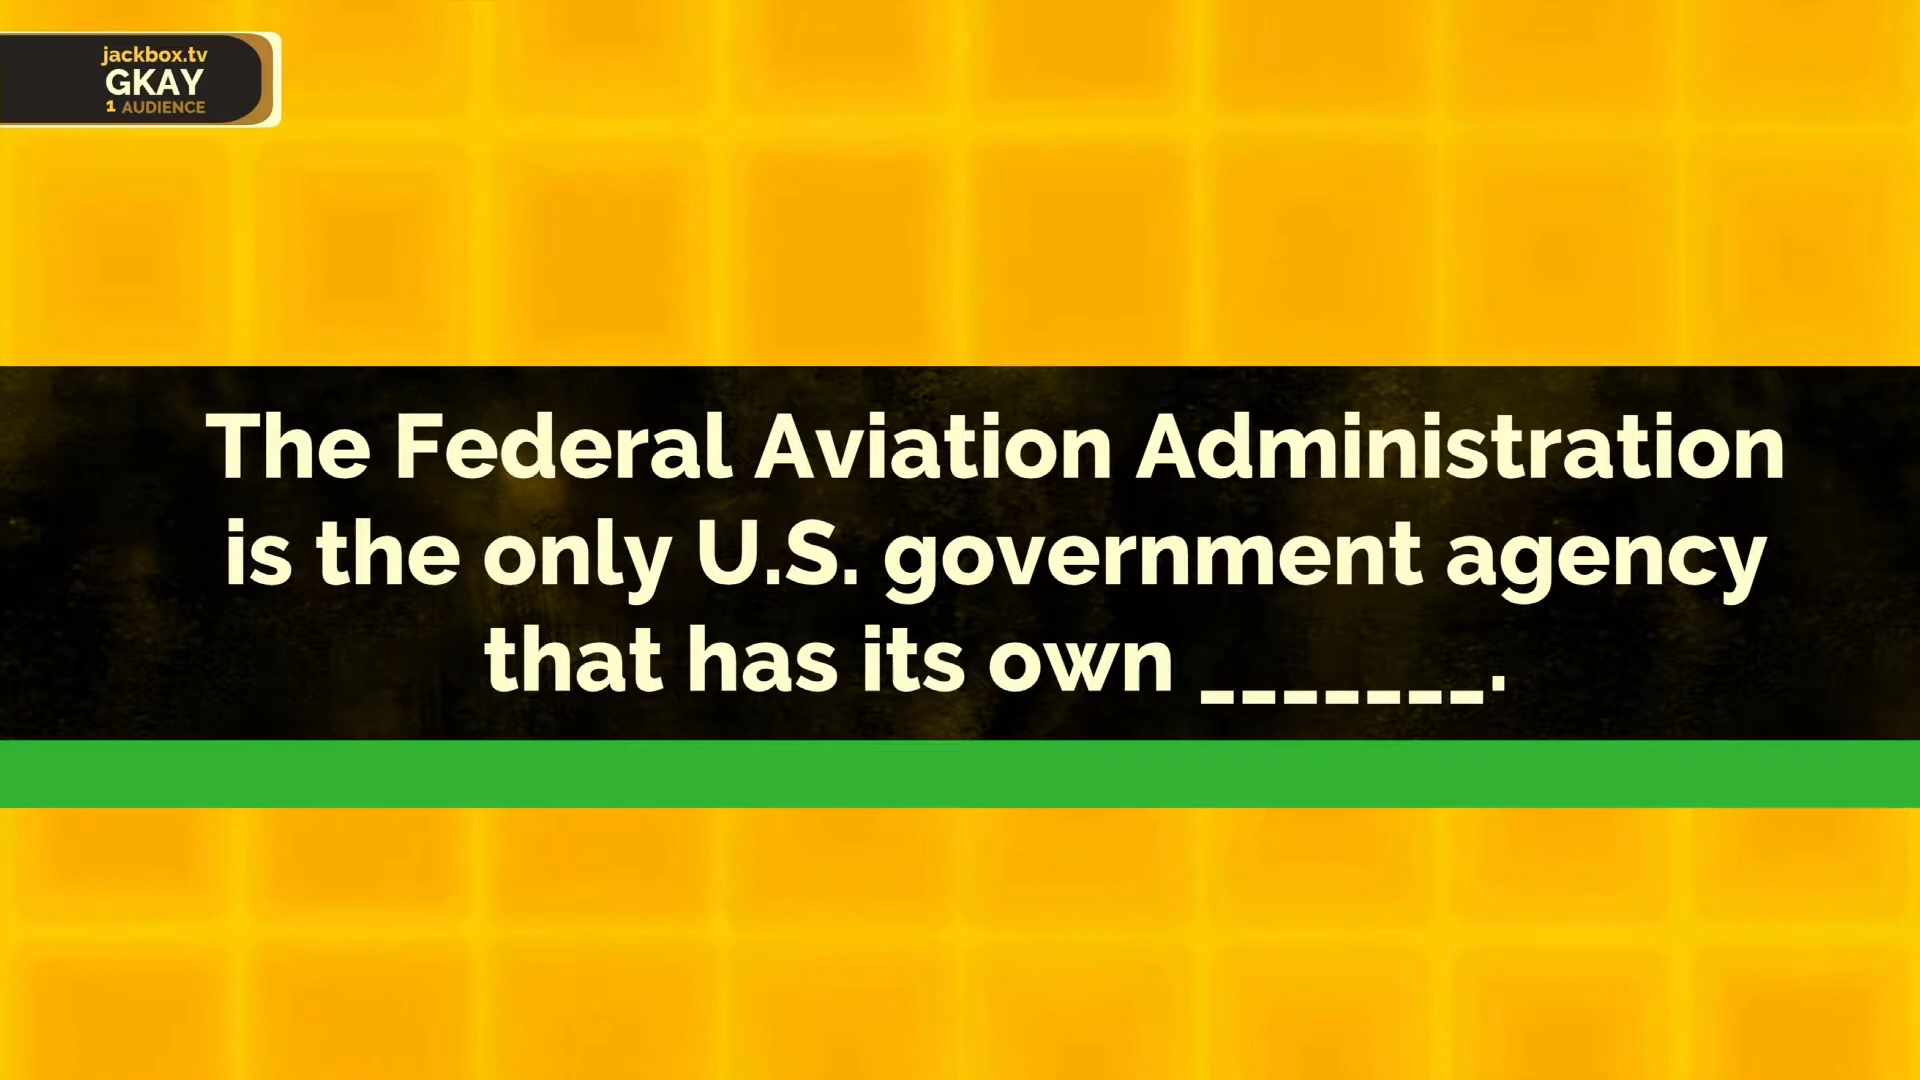 jackbox.tv
GKAY
1 AUDIENCE
The Federal Aviation Administration
is the only U.S. government agency
that has its own _______.